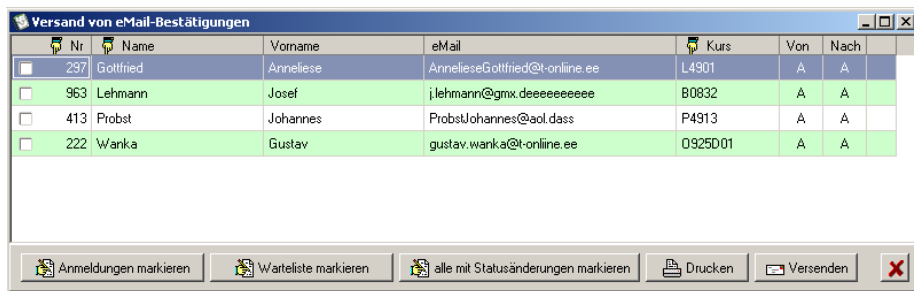 Versand von eMail-Bestätigungen
Nr Name Vorname eMail Kurs Von Nach
297 Gottfried Anneliese AnnelieseGottfried@t-onliine.ee L4901 A A
963 Lehmann Josef j.lehmann@gmx.deeeeeeeeee B0832 A A
413 Probst Johannes ProbstJohannes@aol.dass P4913 A A
222 Wanka Gustav gustav.wanka@t-onliine.ee O925D01 A A
Anmeldungen markieren Warteliste markieren alle mit Statusänderungen markieren Drucken Versenden